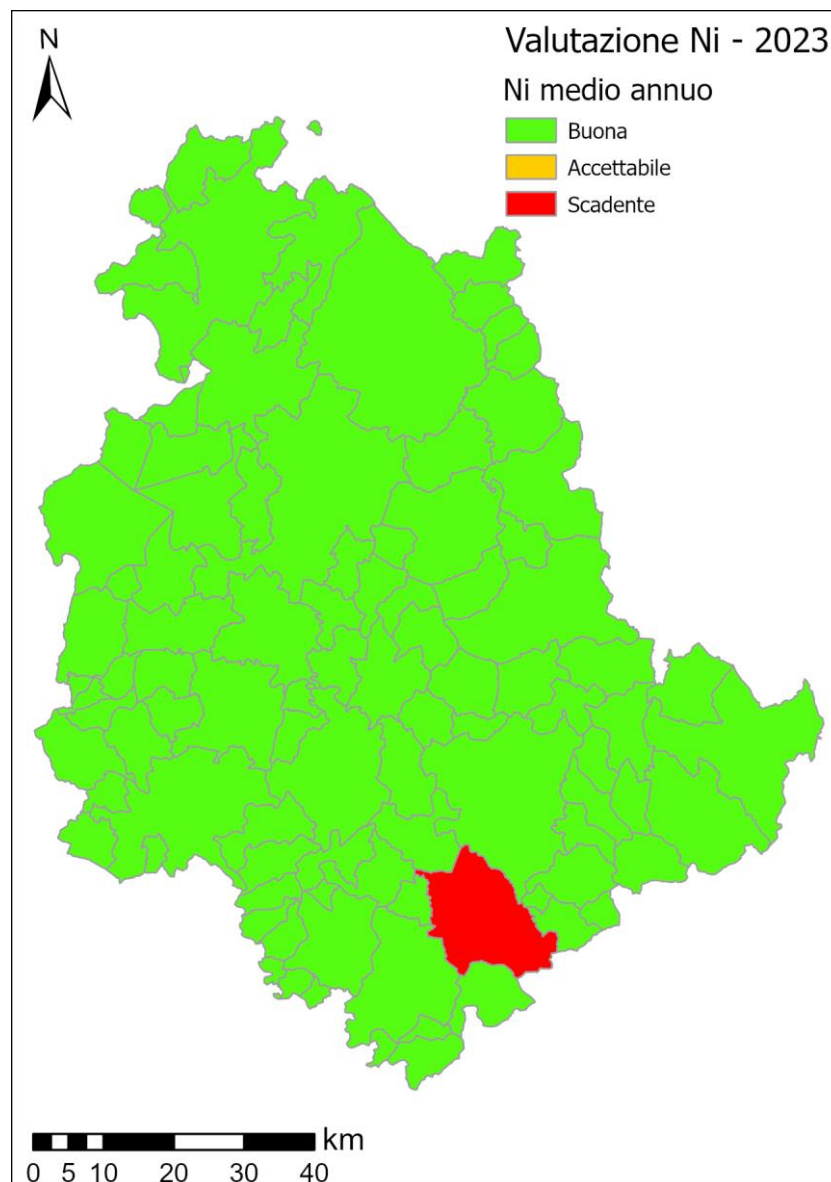 N
Valutazione Ni - 2023
Ni medio annuo
Buona
Accettabile
Scadente
km
0 5 10 20 30 40